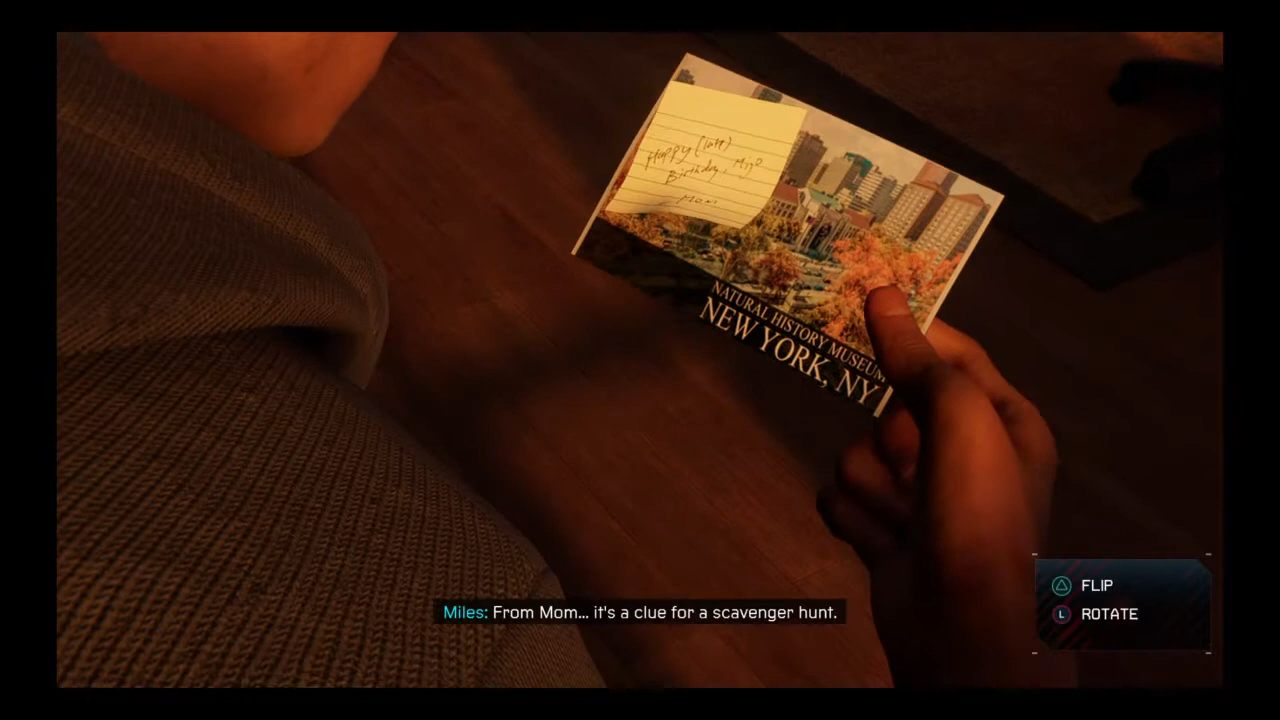 Happy (late)
Birthday, Mijo
- Mom
NATURAL HISTORY MUSEUM
NEW YORK, NY
Miles: From Mom... it's a clue for a scavenger hunt.
FLIP
L ROTATE